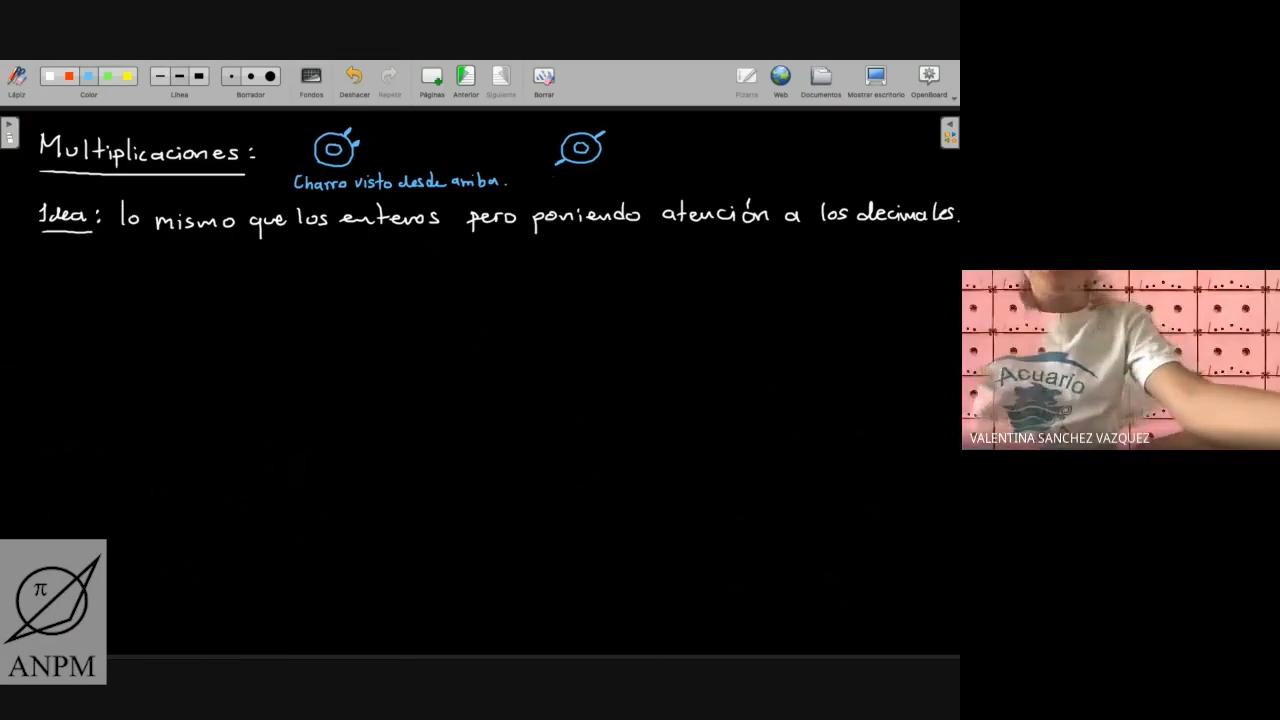 Lápiz Color Línea Borrador Fondos Deshacer Repetir Páginas Anterior Siguiente Borrar Pizarra Web Documentos Mostrar escritorio OpenBoard
Multiplicaciones:
Charro visto desde arriba.
Idea: lo mismo que los enteros pero poniendo atención a los decimales.
Acuario
VALENTINA SANCHEZ VAZQUEZ
π
ANPM